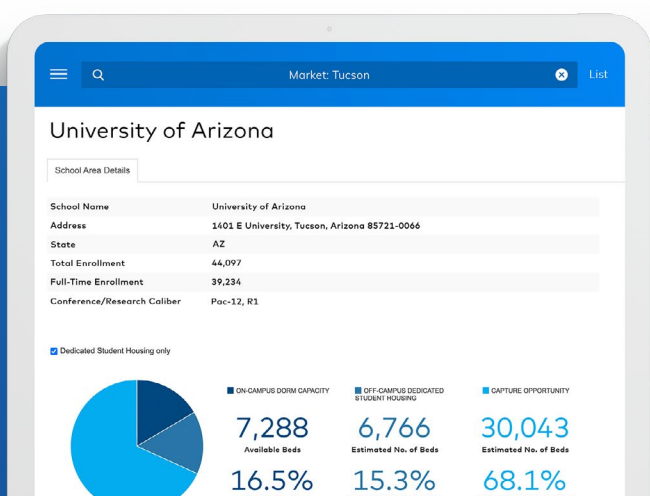 Market: Tucson
List
University of Arizona
School Area Details
School Name University of Arizona
Address 1401 E University, Tucson, Arizona 85721-0066
State AZ
Total Enrollment 44,097
Full-Time Enrollment 39,234
Conference/Research Caliber Pac-12, R1
Dedicated Student Housing only
ON-CAMPUS DORM CAPACITY
7,288
Available Beds
16.5%
OFF-CAMPUS DEDICATED
STUDENT HOUSING
6,766
Estimated No. of Beds
15.3%
CAPTURE OPPORTUNITY
30,043
Estimated No. of Beds
68.1%